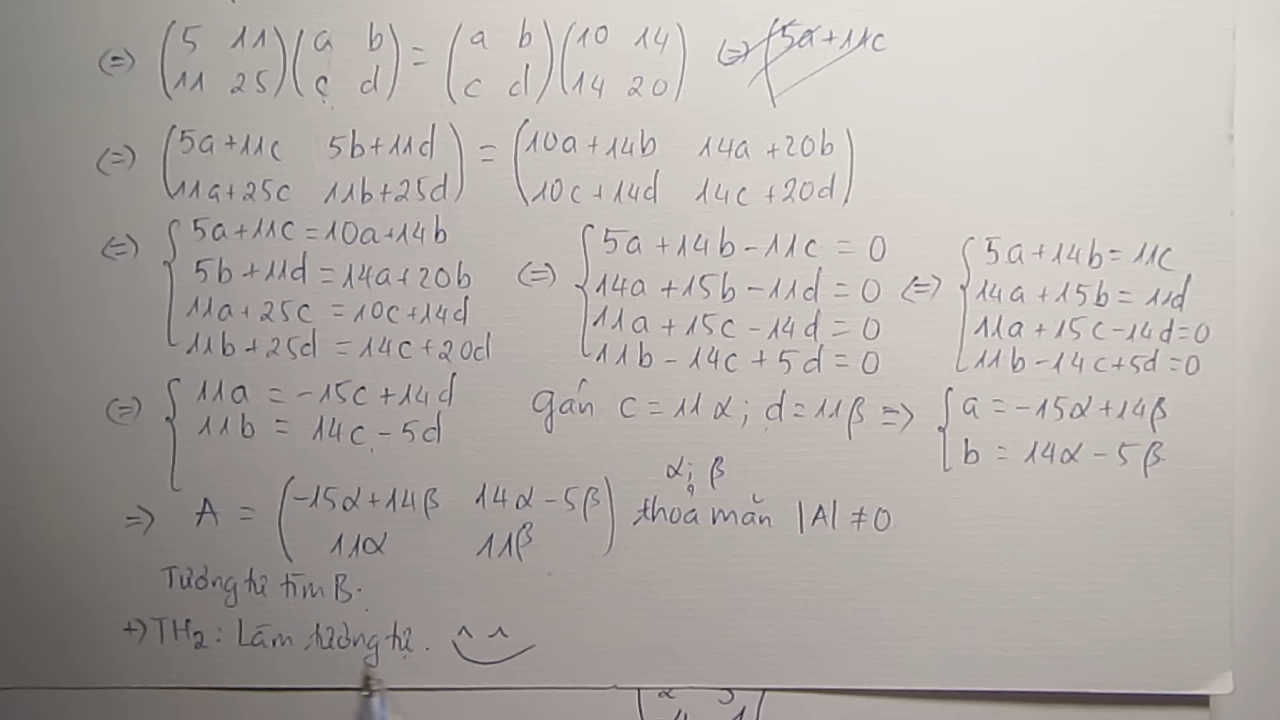 (=) (5 11 / 11 25)(a b / c d) = (a b / c d)(10 14 / 14 20) (=) (5a+11c
(=) (5a+11c 5b+11d / 11a+25c 11b+25d) = (10a+14b 14a+20b / 10c+14d 14c+20d)
(=) { 5a+11c = 10a+14b (=) { 5a+14b-11c = 0 (=) { 5a+14b = 11c
5b+11d = 14a+20b 14a+15b-11d = 0 14a+15b = 11d
11a+25c = 10c+14d 11a+15c-14d = 0 11a+15c-14d=0
11b+25d = 14c+20d 11b-14c+5d = 0 11b-14c+5d=0
(=) { 11a = -15c+14d gán c = 11α; d = 11β => { a = -15α+14β
11b = 14c-5d b = 14α-5β
=> A = (-15α+14β 14α-5β / 11α 11β) α; β thoả mãn |A| ≠ 0
Tương tự tìm B.
+) TH2: Làm tương tự. ^ ^